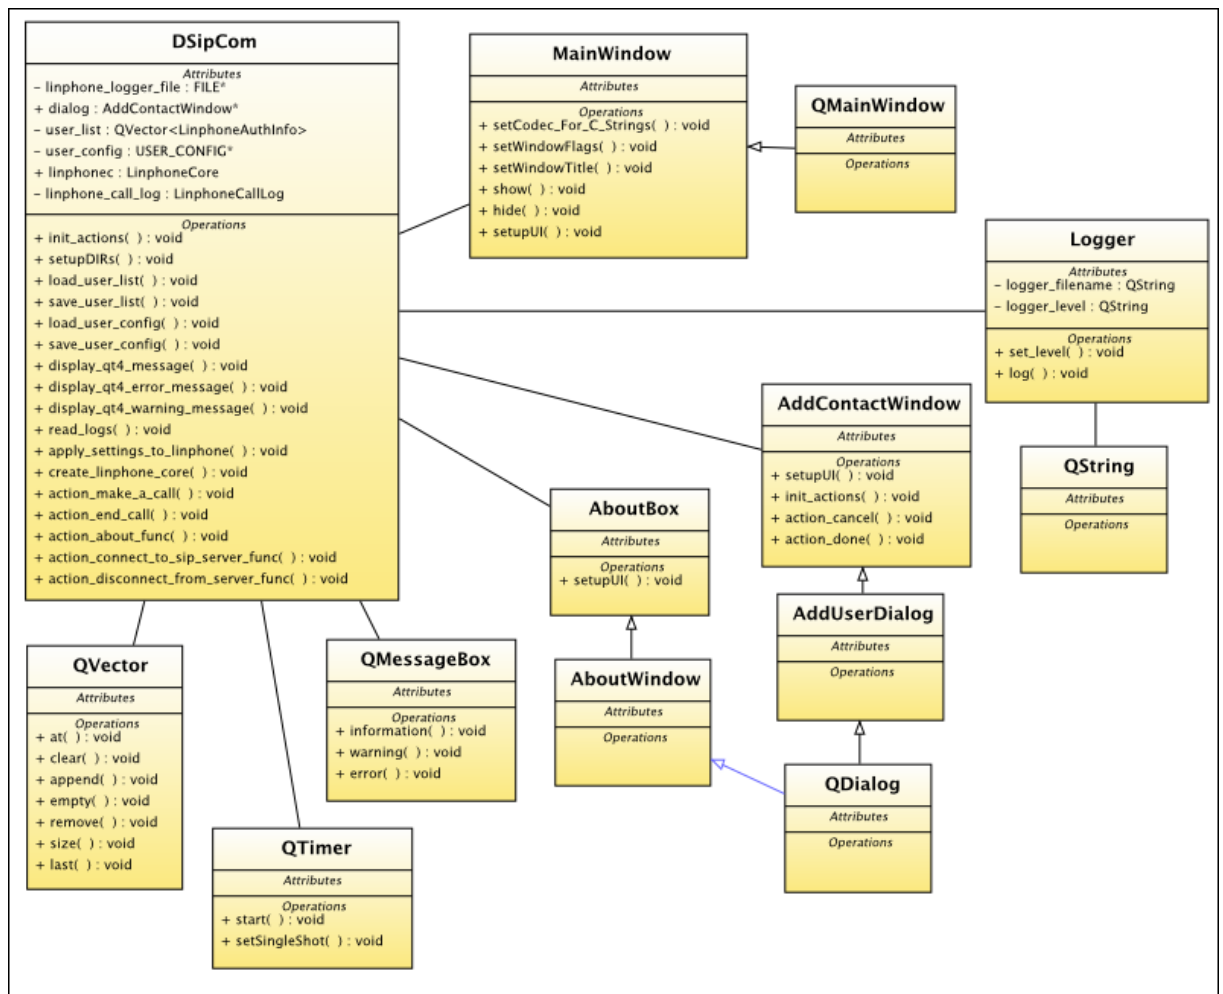 DSipCom
Attributes
- linphone_logger_file : FILE*
+ dialog : AddContactWindow*
- user_list : QVector<LinphoneAuthInfo>
- user_config : USER_CONFIG*
+ linphonec : LinphoneCore
- linphone_call_log : LinphoneCallLog
Operations
+ init_actions( ) : void
+ setupDIRs( ) : void
+ load_user_list( ) : void
+ save_user_list( ) : void
+ load_user_config( ) : void
+ save_user_config( ) : void
+ display_qt4_message( ) : void
+ display_qt4_error_message( ) : void
+ display_qt4_warning_message( ) : void
+ read_logs( ) : void
+ apply_settings_to_linphone( ) : void
+ create_linphone_core( ) : void
+ action_make_a_call( ) : void
+ action_end_call( ) : void
+ action_about_func( ) : void
+ action_connect_to_sip_server_func( ) : void
+ action_disconnect_from_server_func( ) : void
MainWindow
Attributes
Operations
+ setCodec_For_C_Strings( ) : void
+ setWindowFlags( ) : void
+ setWindowTitle( ) : void
+ show( ) : void
+ hide( ) : void
+ setupUI( ) : void
QMainWindow
Attributes
Operations
Logger
Attributes
- logger_filename : QString
- logger_level : QString
Operations
+ set_level( ) : void
+ log( ) : void
AddContactWindow
Attributes
Operations
+ setupUI( ) : void
+ init_actions( ) : void
+ action_cancel( ) : void
+ action_done( ) : void
QString
Attributes
Operations
AboutBox
Attributes
Operations
+ setupUI( ) : void
AddUserDialog
Attributes
Operations
AboutWindow
Attributes
Operations
QDialog
Attributes
Operations
QVector
Attributes
Operations
+ at( ) : void
+ clear( ) : void
+ append( ) : void
+ empty( ) : void
+ remove( ) : void
+ size( ) : void
+ last( ) : void
QMessageBox
Attributes
Operations
+ information( ) : void
+ warning( ) : void
+ error( ) : void
QTimer
Attributes
Operations
+ start( ) : void
+ setSingleShot( ) : void